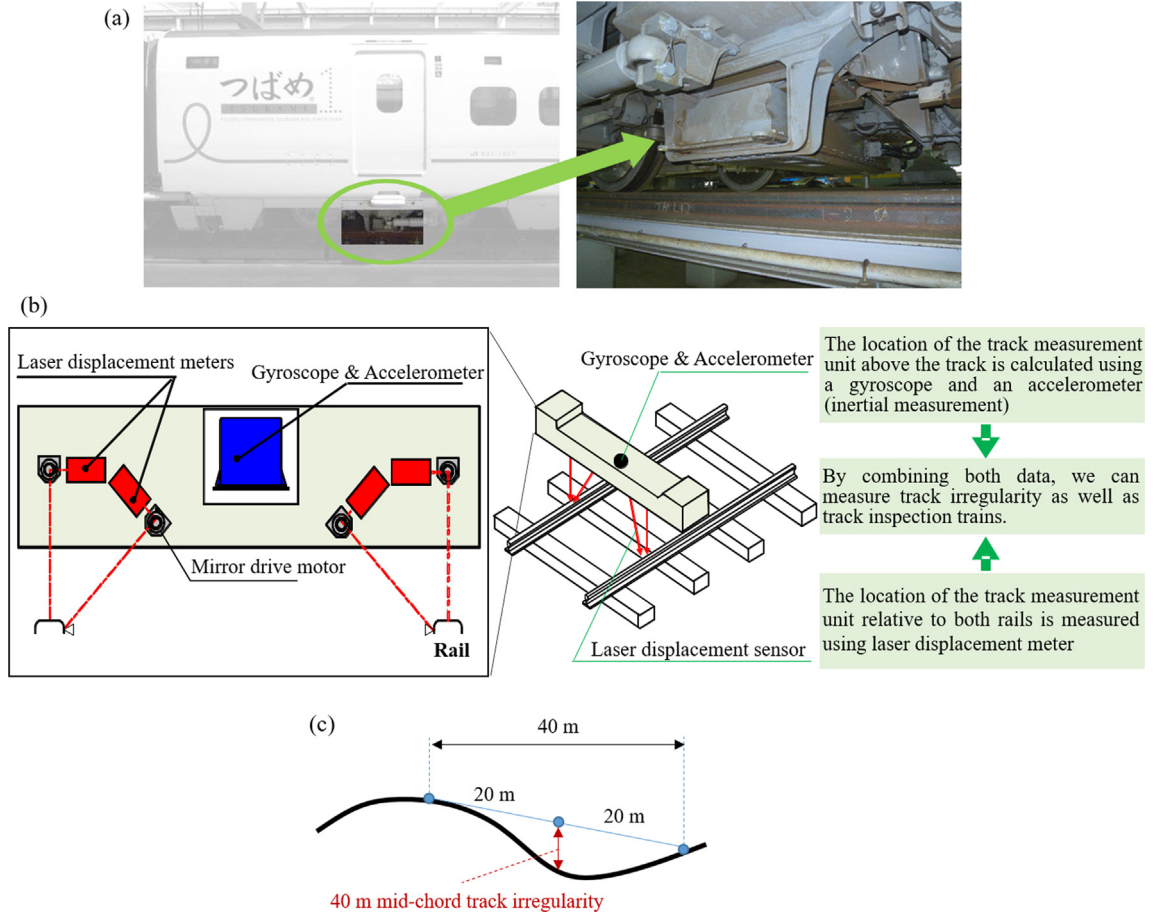 (a)
つばめ
TSUBAME
1
(b)
Laser displacement meters
Gyroscope & Accelerometer
Mirror drive motor
Rail
Gyroscope & Accelerometer
Laser displacement sensor
The location of the track measurement
unit above the track is calculated using
a gyroscope and an accelerometer
(inertial measurement)
By combining both data, we can
measure track irregularity as well as
track inspection trains.
The location of the track measurement
unit relative to both rails is measured
using laser displacement meter
(c)
40 m
20 m
20 m
40 m mid-chord track irregularity